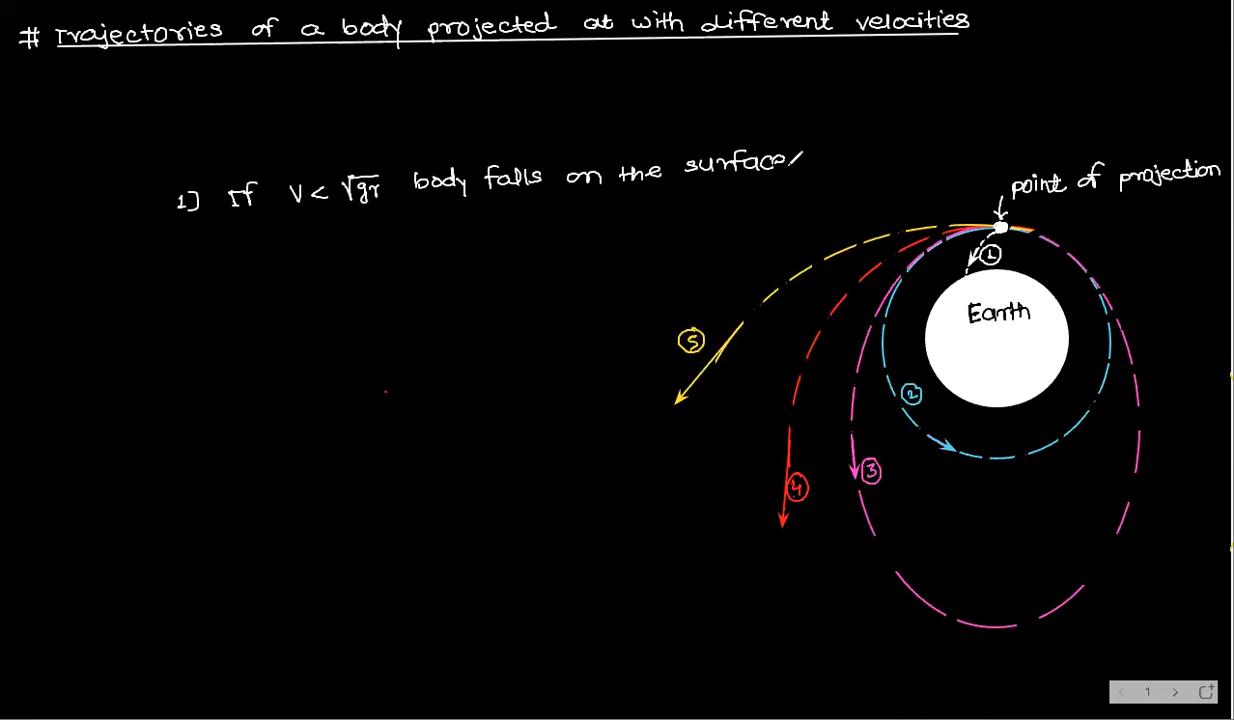 # Trajectories of a body projected at with different velocities
1] If V < √gr body falls on the surface/
point of projection
1
Earth
5
2
3
4
1